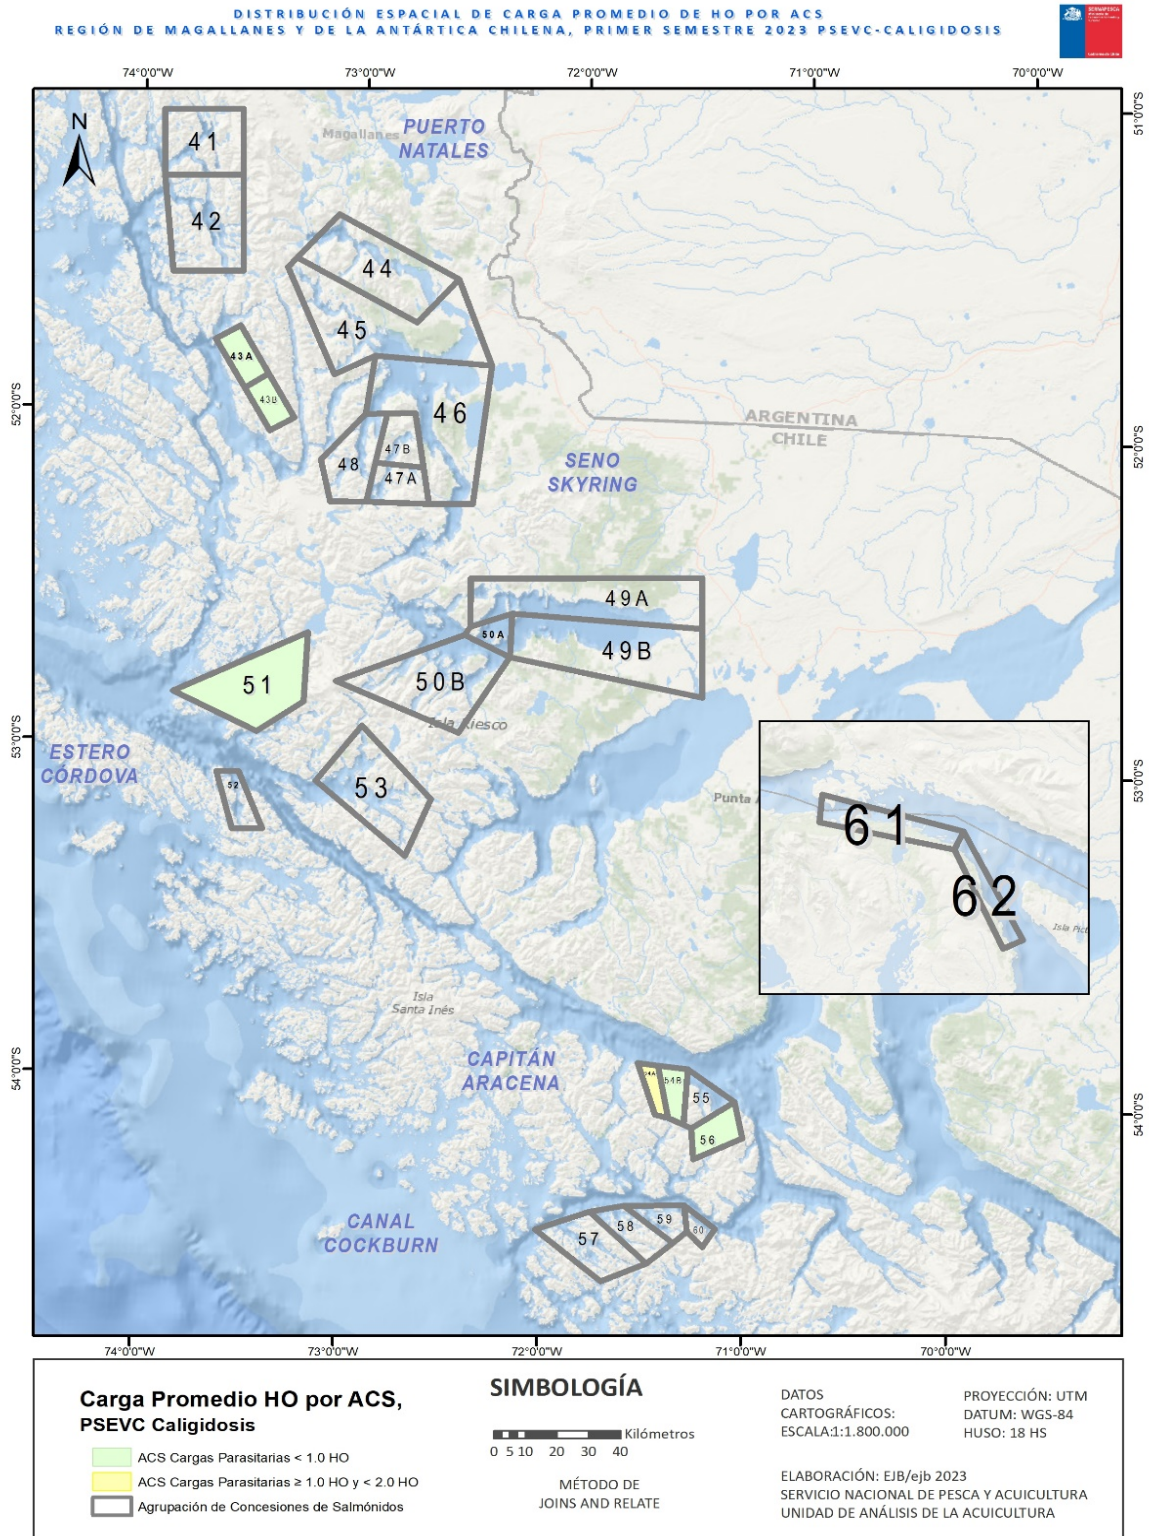 DISTRIBUCIÓN ESPACIAL DE CARGA PROMEDIO DE HO POR ACS
REGIÓN DE MAGALLANES Y DE LA ANTÁRTICA CHILENA, PRIMER SEMESTRE 2023 PSEVC-CALIGIDOSIS
74°0'0"W 73°0'0"W 72°0'0"W 71°0'0"W 70°0'0"W
51°0'0"S
N
41
Magallanes
PUERTO
NATALES
42
44
45
43A
43B
52°0'0"S
46
ARGENTINA
CHILE
52°0'0"S
47B
48
47A
SENO
SKYRING
49A
50A
49B
51
50B
Isla Riesco
53°0'0"S
ESTERO
CÓRDOVA
52
53
Punta
53°0'0"S
61
62
Isla Pict
Isla
Santa Inés
CAPITÁN
ARACENA
54°0'0"S
54B
55
56
54°0'0"S
CANAL
COCKBURN
57
58
59
60
74°0'0"W 73°0'0"W 72°0'0"W 71°0'0"W 70°0'0"W
Carga Promedio HO por ACS,
PSEVC Caligidosis
ACS Cargas Parasitarias < 1.0 HO
ACS Cargas Parasitarias ≥ 1.0 HO y < 2.0 HO
Agrupación de Concesiones de Salmónidos
SIMBOLOGÍA
Kilómetros
0 5 10 20 30 40
MÉTODO DE
JOINS AND RELATE
DATOS
CARTOGRÁFICOS:
ESCALA:1:1.800.000
PROYECCIÓN: UTM
DATUM: WGS-84
HUSO: 18 HS
ELABORACIÓN: EJB/ejb 2023
SERVICIO NACIONAL DE PESCA Y ACUICULTURA
UNIDAD DE ANÁLISIS DE LA ACUICULTURA